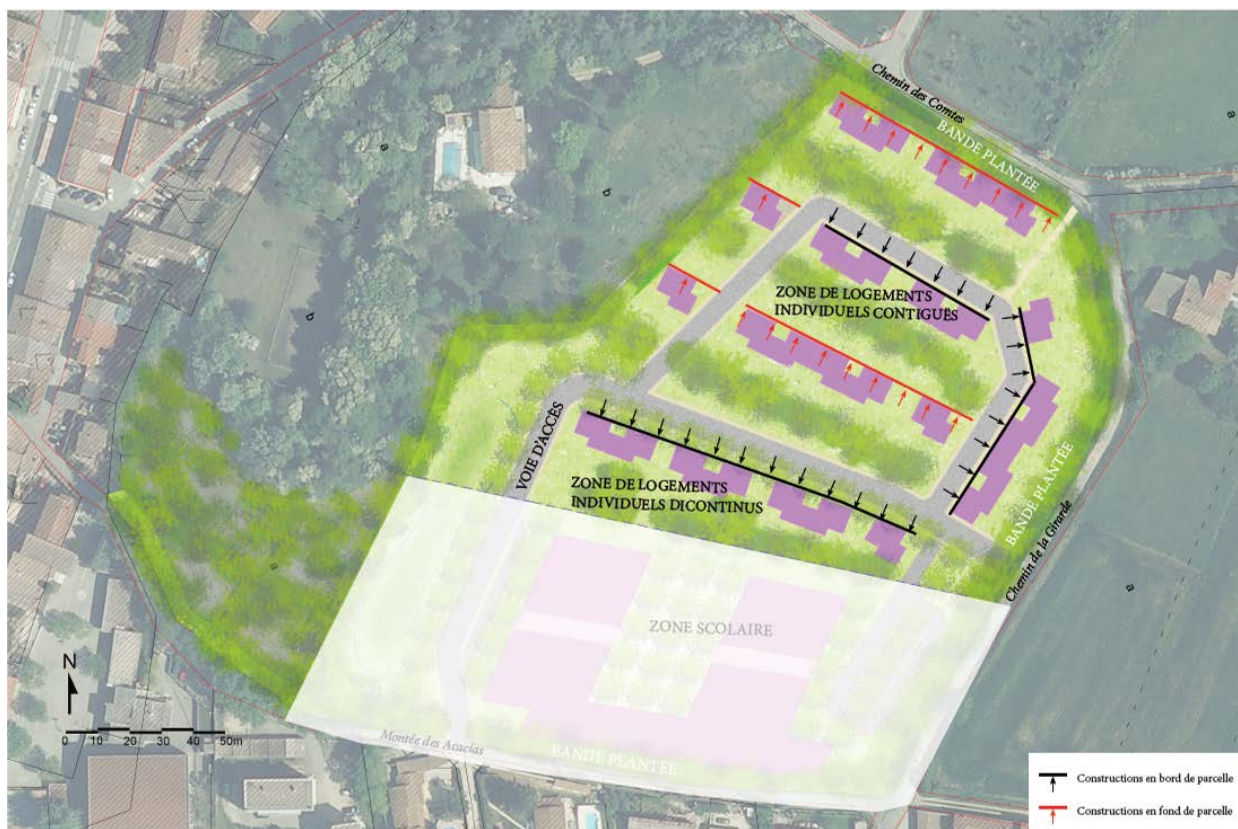 Chemin des Comtes
BANDE PLANTÉE
ZONE DE LOGEMENTS
INDIVIDUELS CONTIGUËS
VOIE D'ACCÈS
ZONE DE LOGEMENTS
INDIVIDUELS DICONTINUS
BANDE PLANTÉE
Chemin de la Girarde
ZONE SCOLAIRE
N
0 10 20 30 40 50m
Montée des Acacias
BANDE PLANTÉE
Constructions en bord de parcelle
Constructions en fond de parcelle
a
b
b
a
a
a
a